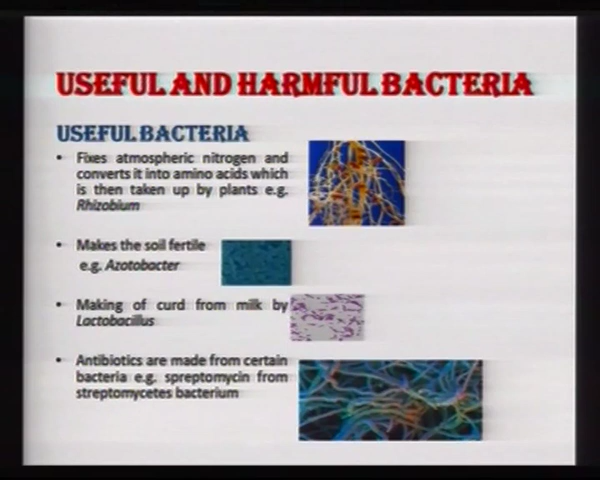 USEFUL AND HARMFUL BACTERIA
USEFUL BACTERIA
• Fixes atmospheric nitrogen and
converts it into amino acids which
is then taken up by plants e.g.
Rhizobium
• Makes the soil fertile
e.g. Azotobacter
• Making of curd from milk by
Lactobacillus
• Antibiotics are made from certain
bacteria e.g. spreptomycin from
streptomycetes bacterium